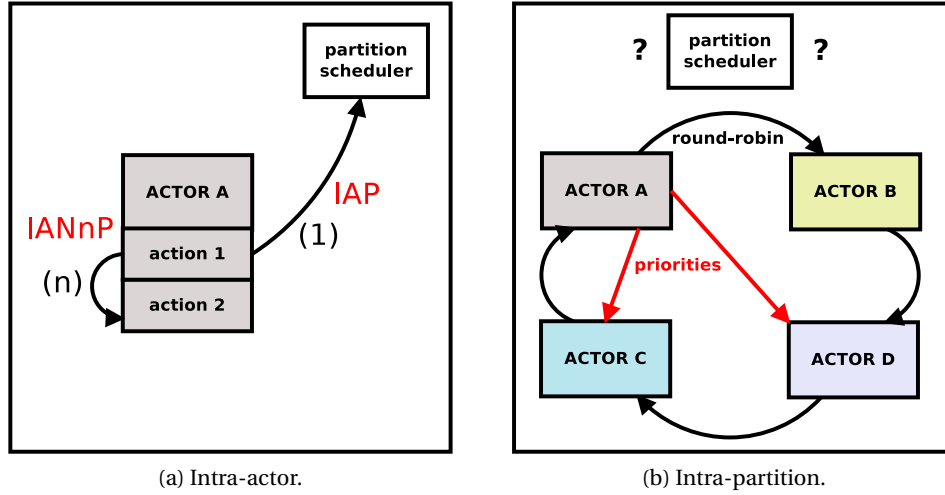 partition
scheduler
ACTOR A
IAP
IANnP
(1)
action 1
(n)
action 2
(a) Intra-actor.
? partition ?
scheduler
round-robin
ACTOR A
ACTOR B
priorities
ACTOR C
ACTOR D
(b) Intra-partition.